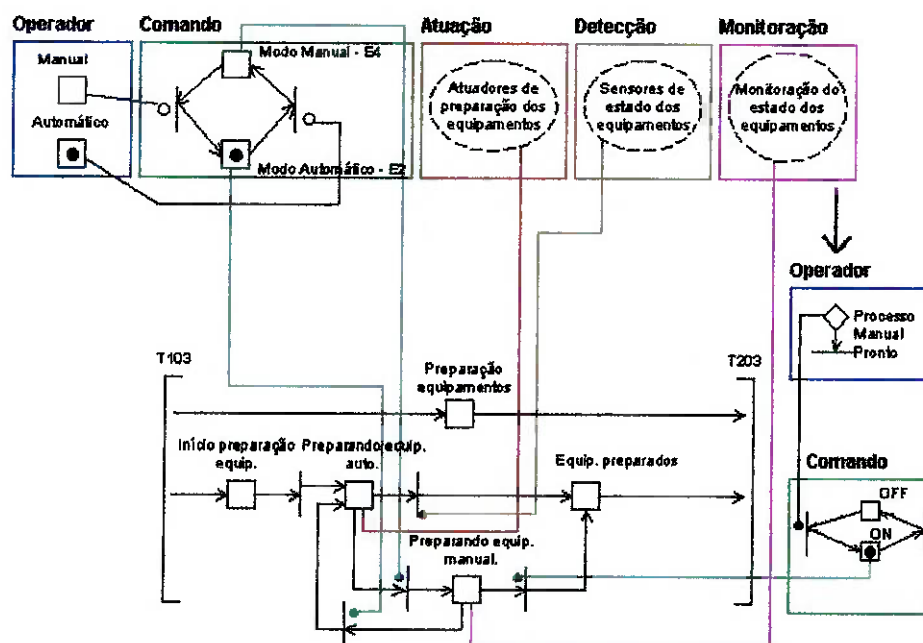 Operador
Comando
Atuação
Detecção
Monitoração
Manual
Modo Manual - E4
Automático
Modo Automático - E2
Atuadores de
preparação dos
equipamentos
Sensores de
estado dos
equipamentos
Monitoração do
estado dos
equipamentos
Operador
Processo
Manual
Pronto
T103
T203
Preparação
equipamentos
Início preparação
equip.
Preparando equip.
auto.
Equip. preparados
Preparando equip.
manual.
Comando
OFF
ON